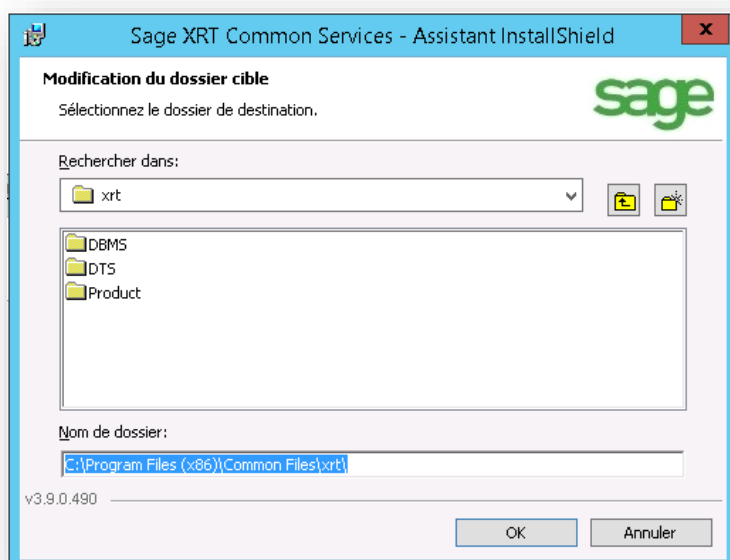 Sage XRT Common Services - Assistant InstallShield
x
Modification du dossier cible
Sélectionnez le dossier de destination.
sage
Rechercher dans:
xrt
DBMS
DTS
Product
Nom de dossier:
C:\Program Files (x86)\Common Files\xrt\
v3.9.0.490
OK
Annuler